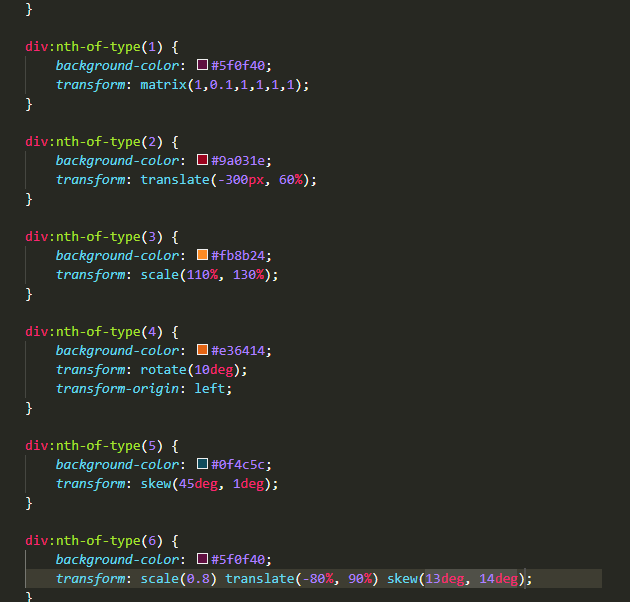 }
div:nth-of-type(1) {
background-color: #5f0f40;
transform: matrix(1,0.1,1,1,1,1);
}
div:nth-of-type(2) {
background-color: #9a031e;
transform: translate(-300px, 60%);
}
div:nth-of-type(3) {
background-color: #fb8b24;
transform: scale(110%, 130%);
}
div:nth-of-type(4) {
background-color: #e36414;
transform: rotate(10deg);
transform-origin: left;
}
div:nth-of-type(5) {
background-color: #0f4c5c;
transform: skew(45deg, 1deg);
}
div:nth-of-type(6) {
background-color: #5f0f40;
transform: scale(0.8) translate(-80%, 90%) skew(13deg, 14deg);
}